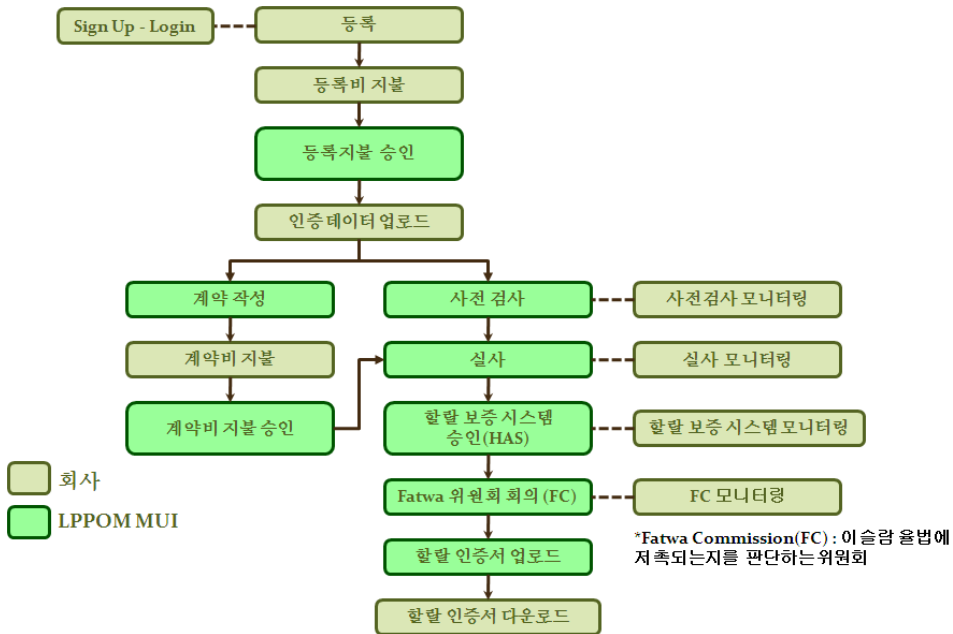 Sign Up - Login
등록
등록비 지불
등록지불 승인
인증데이터업로드
계약 작성
사전 검사
사전검사 모니터링
계약비 지불
실사
실사 모니터링
계약비 지불 승인
할랄 보증 시스템
승인(HAS)
할랄 보증 시스템모니터링
회사
Fatwa 위원회 회의 (FC)
FC 모니터링
LPPOM MUI
*Fatwa Commission(FC) : 이슬람 율법에
저촉되는지를 판단하는위원회
할랄 인증서 업로드
할랄 인증서 다운로드